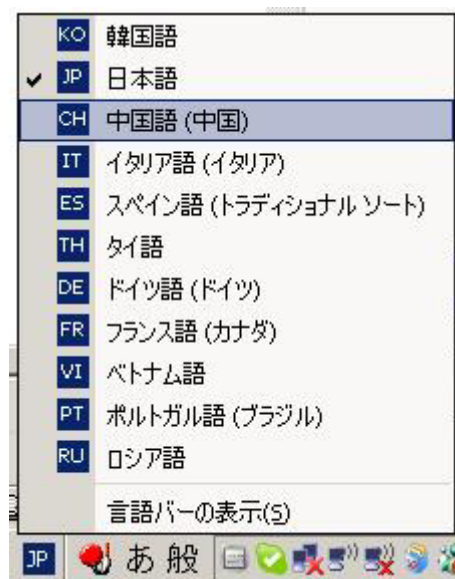 KO 韓国語
JP 日本語
CH 中国語 (中国)
IT イタリア語 (イタリア)
ES スペイン語 (トラディショナル ソート)
TH タイ語
DE ドイツ語 (ドイツ)
FR フランス語 (カナダ)
VI ベトナム語
PT ポルトガル語 (ブラジル)
RU ロシア語
言語バーの表示(S)
JP あ 般